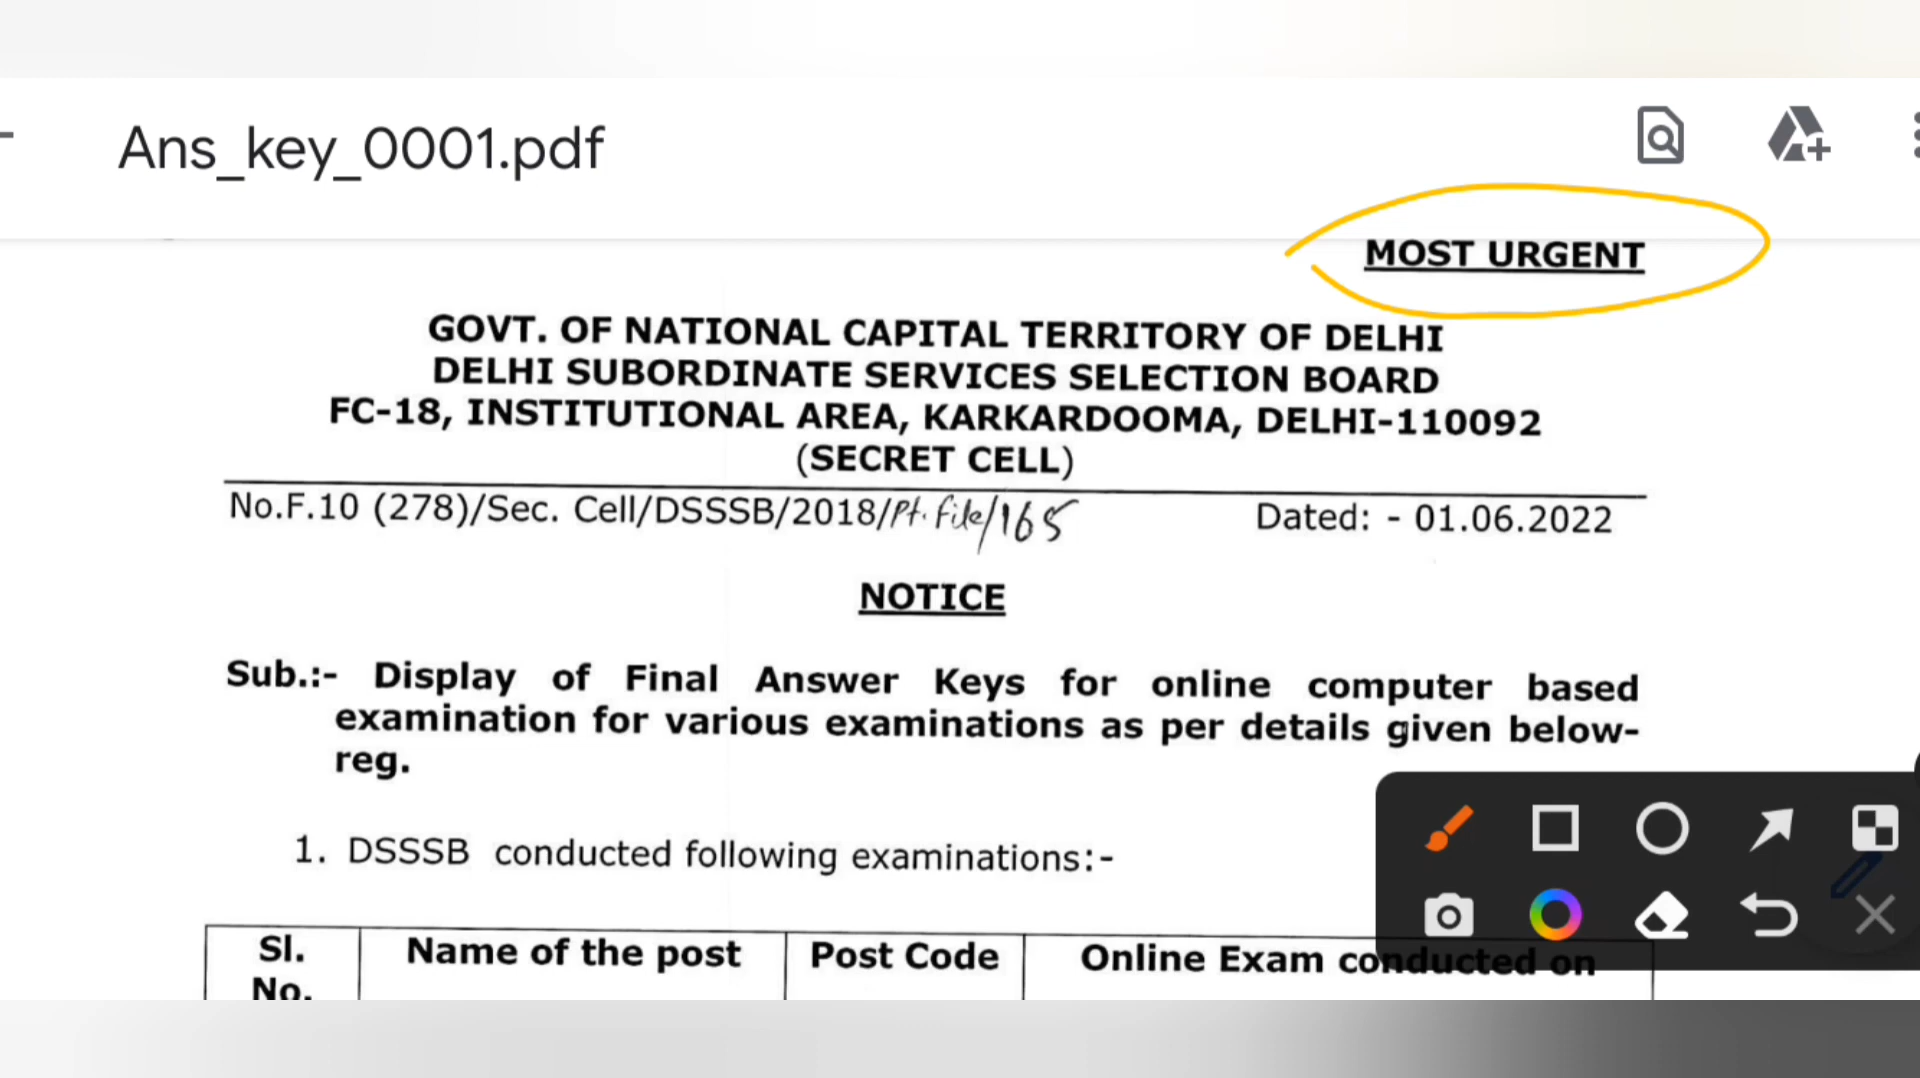 Ans_key_0001.pdf
MOST URGENT
GOVT. OF NATIONAL CAPITAL TERRITORY OF DELHI
DELHI SUBORDINATE SERVICES SELECTION BOARD
FC-18, INSTITUTIONAL AREA, KARKARDOOMA, DELHI-110092
(SECRET CELL)
No.F.10 (278)/Sec. Cell/DSSSB/2018/Pt. file/165 Dated: - 01.06.2022
NOTICE
Sub.:- Display of Final Answer Keys for online computer based
examination for various examinations as per details given below-
reg.
1. DSSSB conducted following examinations:-
Sl. Name of the post Post Code Online Exam conducted on
No.